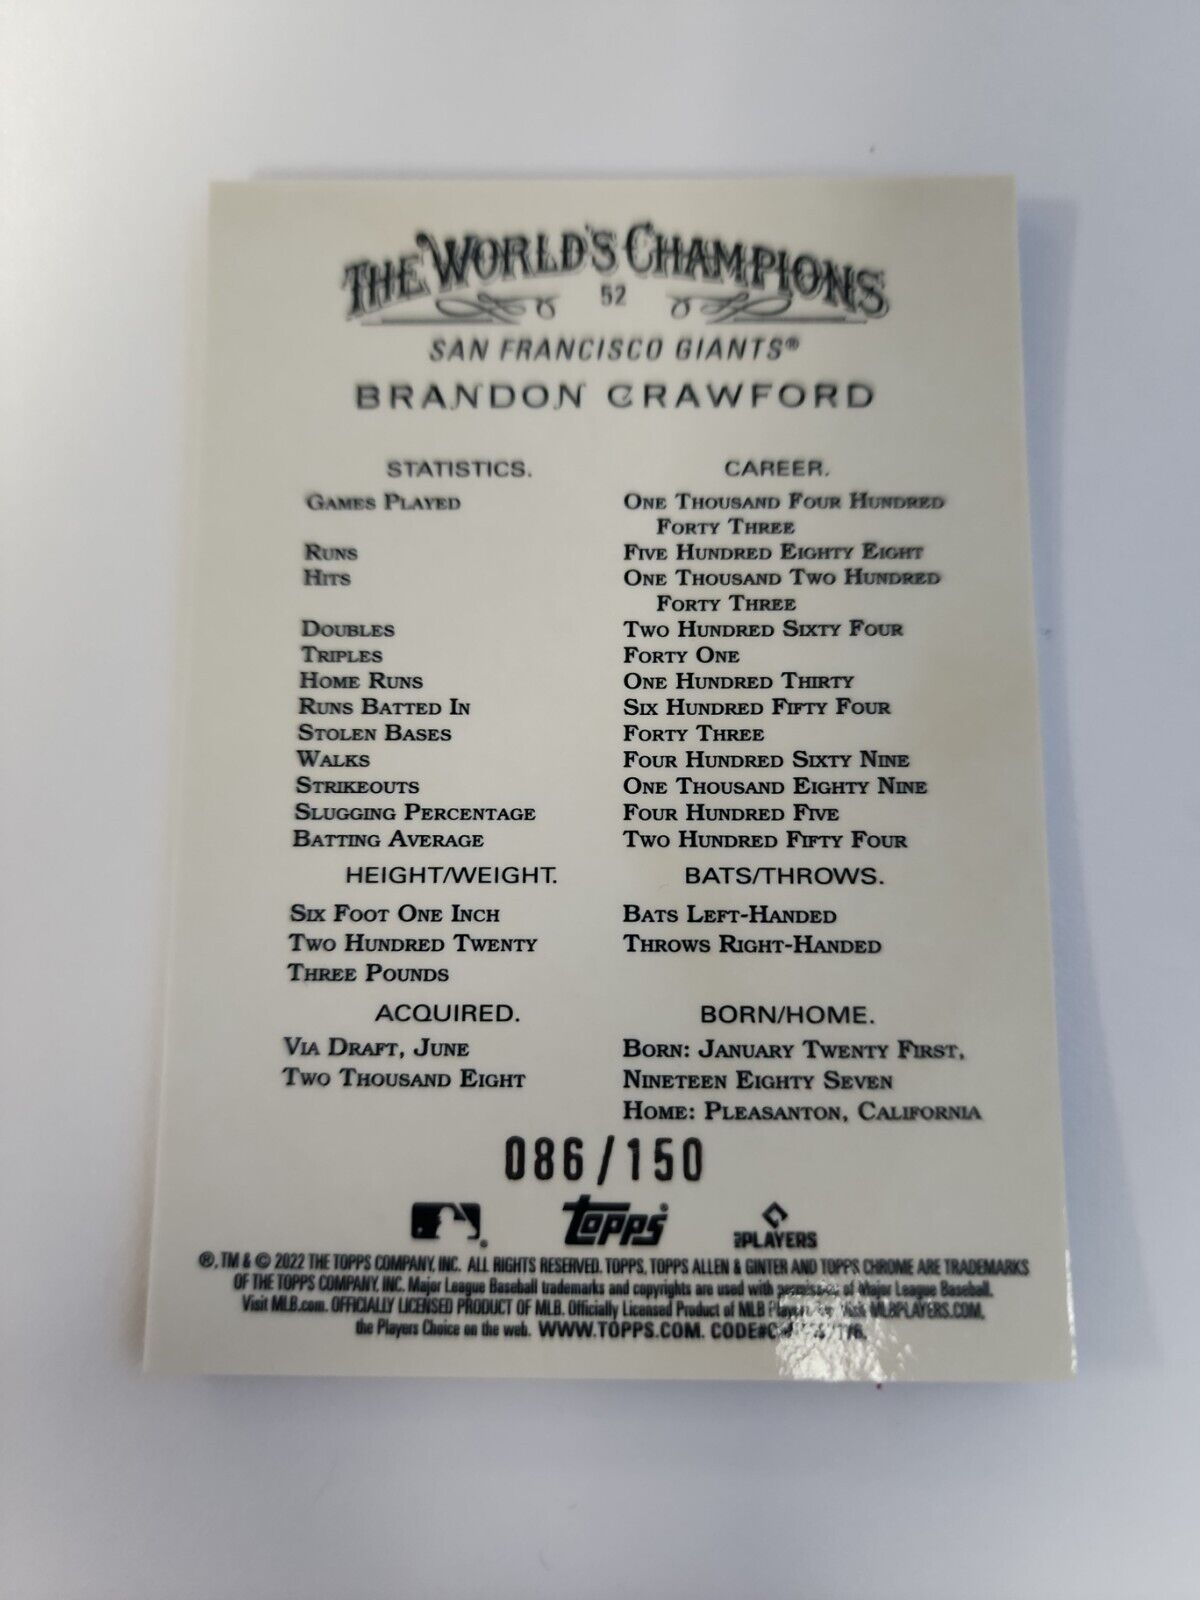 THE WORLD'S CHAMPIONS
52
SAN FRANCISCO GIANTS®
BRANDON CRAWFORD
STATISTICS. CAREER.
GAMES PLAYED ONE THOUSAND FOUR HUNDRED
FORTY THREE
RUNS FIVE HUNDRED EIGHTY EIGHT
HITS ONE THOUSAND TWO HUNDRED
FORTY THREE
DOUBLES TWO HUNDRED SIXTY FOUR
TRIPLES FORTY ONE
HOME RUNS ONE HUNDRED THIRTY
RUNS BATTED IN SIX HUNDRED FIFTY FOUR
STOLEN BASES FORTY THREE
WALKS FOUR HUNDRED SIXTY NINE
STRIKEOUTS ONE THOUSAND EIGHTY NINE
SLUGGING PERCENTAGE FOUR HUNDRED FIVE
BATTING AVERAGE TWO HUNDRED FIFTY FOUR
HEIGHT/WEIGHT. BATS/THROWS.
SIX FOOT ONE INCH BATS LEFT-HANDED
TWO HUNDRED TWENTY THROWS RIGHT-HANDED
THREE POUNDS
ACQUIRED. BORN/HOME.
VIA DRAFT, JUNE BORN: JANUARY TWENTY FIRST,
TWO THOUSAND EIGHT NINETEEN EIGHTY SEVEN
HOME: PLEASANTON, CALIFORNIA
086/150
topps PLAYERS
®, TM & © 2022 THE TOPPS COMPANY, INC. ALL RIGHTS RESERVED. TOPPS, TOPPS ALLEN & GINTER AND TOPPS CHROME ARE TRADEMARKS
OF THE TOPPS COMPANY, INC. Major League Baseball trademarks and copyrights are used with permission of Major League Baseball.
Visit MLB.com. OFFICIALLY LICENSED PRODUCT OF MLB. Officially Licensed Product of MLB Visit MLBPLAYERS.COM,
the Players Choice on the web. WWW.TOPPS.COM.